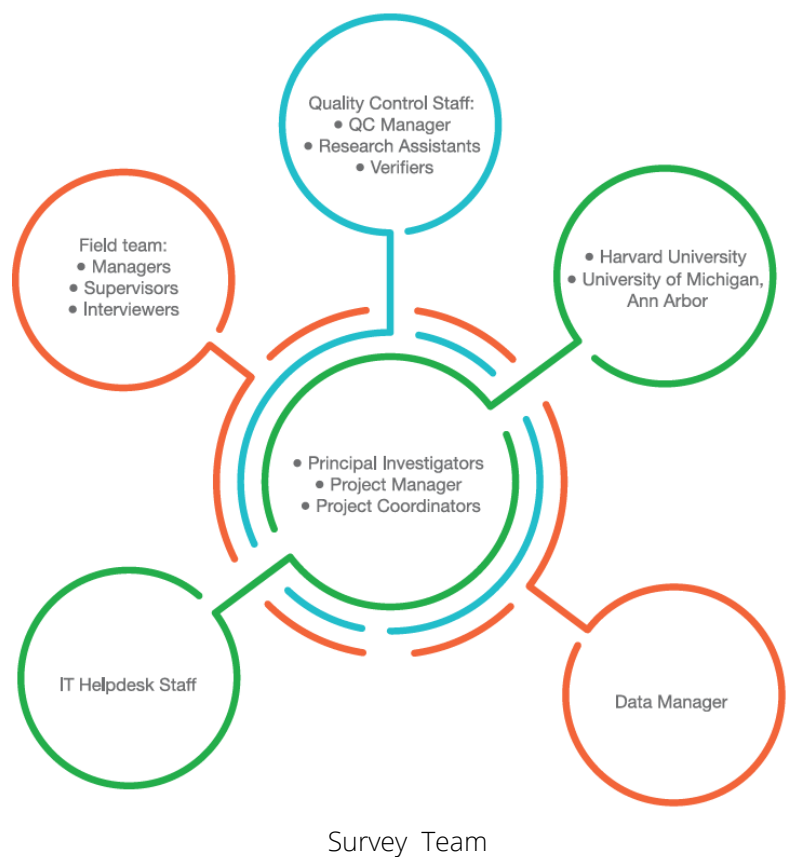 Quality Control Staff:
• QC Manager
• Research Assistants
• Verifiers
Field team:
• Managers
• Supervisors
• Interviewers
• Harvard University
• University of Michigan,
Ann Arbor
• Principal Investigators
• Project Manager
• Project Coordinators
IT Helpdesk Staff
Data Manager
Survey Team